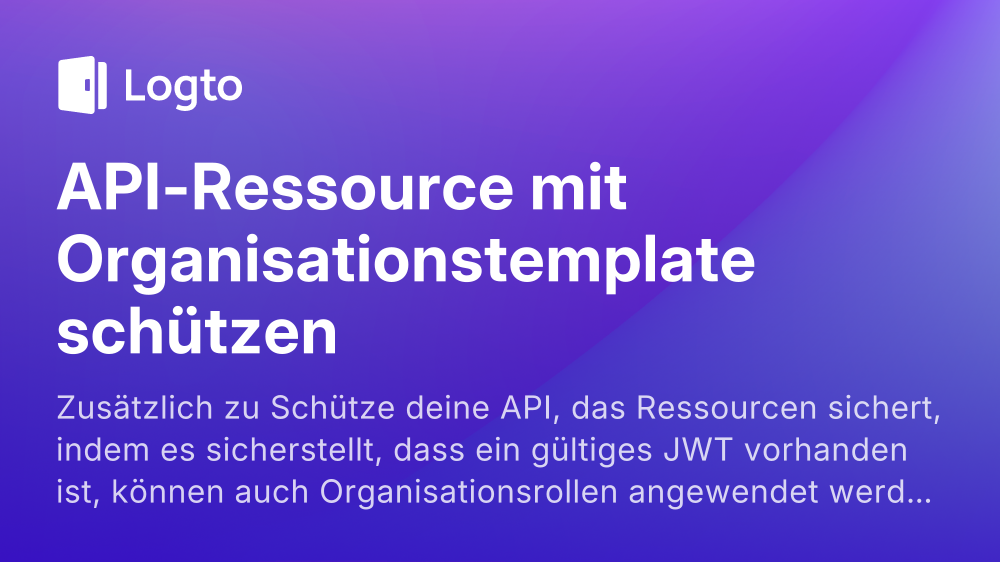 Logto
API-Ressource mit
Organisationstemplate
schützen
Zusätzlich zu Schütze deine API, das Ressourcen sichert,
indem es sicherstellt, dass ein gültiges JWT vorhanden
ist, können auch Organisationsrollen angewendet werd...